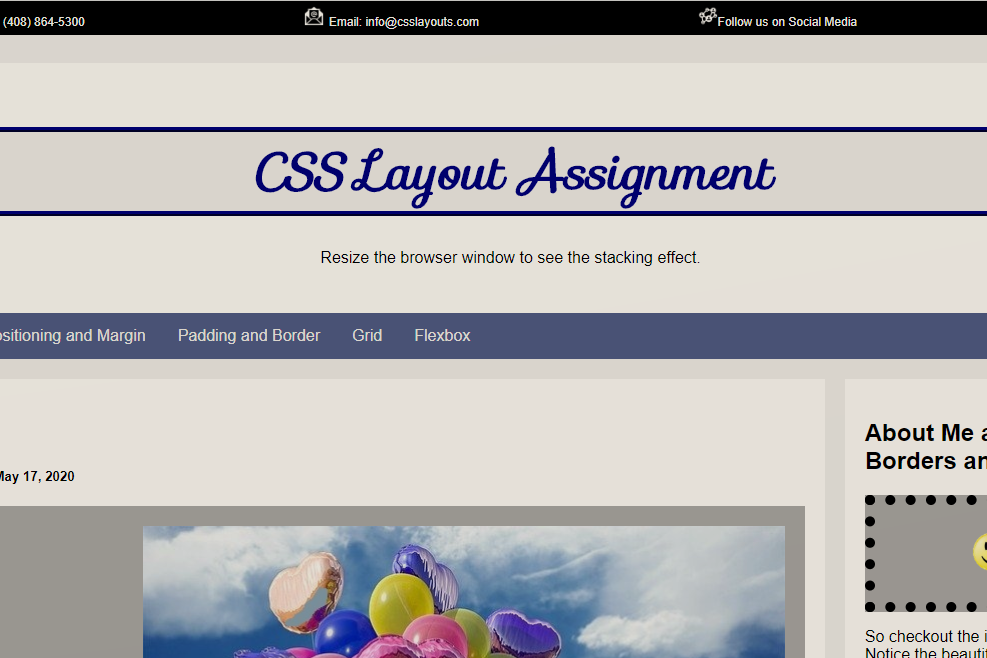 (408) 864-5300
Email: info@csslayouts.com
Follow us on Social Media
CSS Layout Assignment
Resize the browser window to see the stacking effect.
ositioning and Margin Padding and Border Grid Flexbox
May 17, 2020
About Me a
Borders an
So checkout the i
Notice the beauti